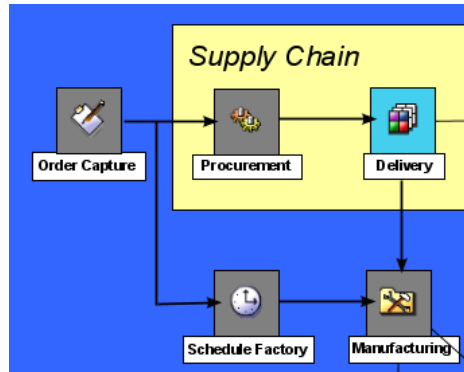 Supply Chain
Order Capture
Procurement
Delivery
Schedule Factory
Manufacturing